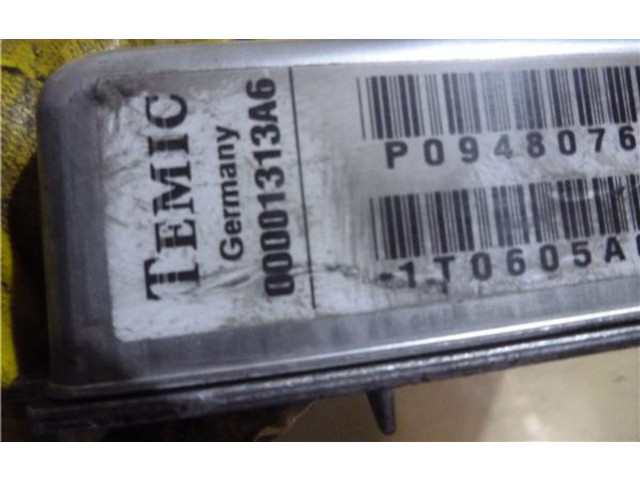 TEMIC
Germany
00001313A6
P0948076
1T0605A